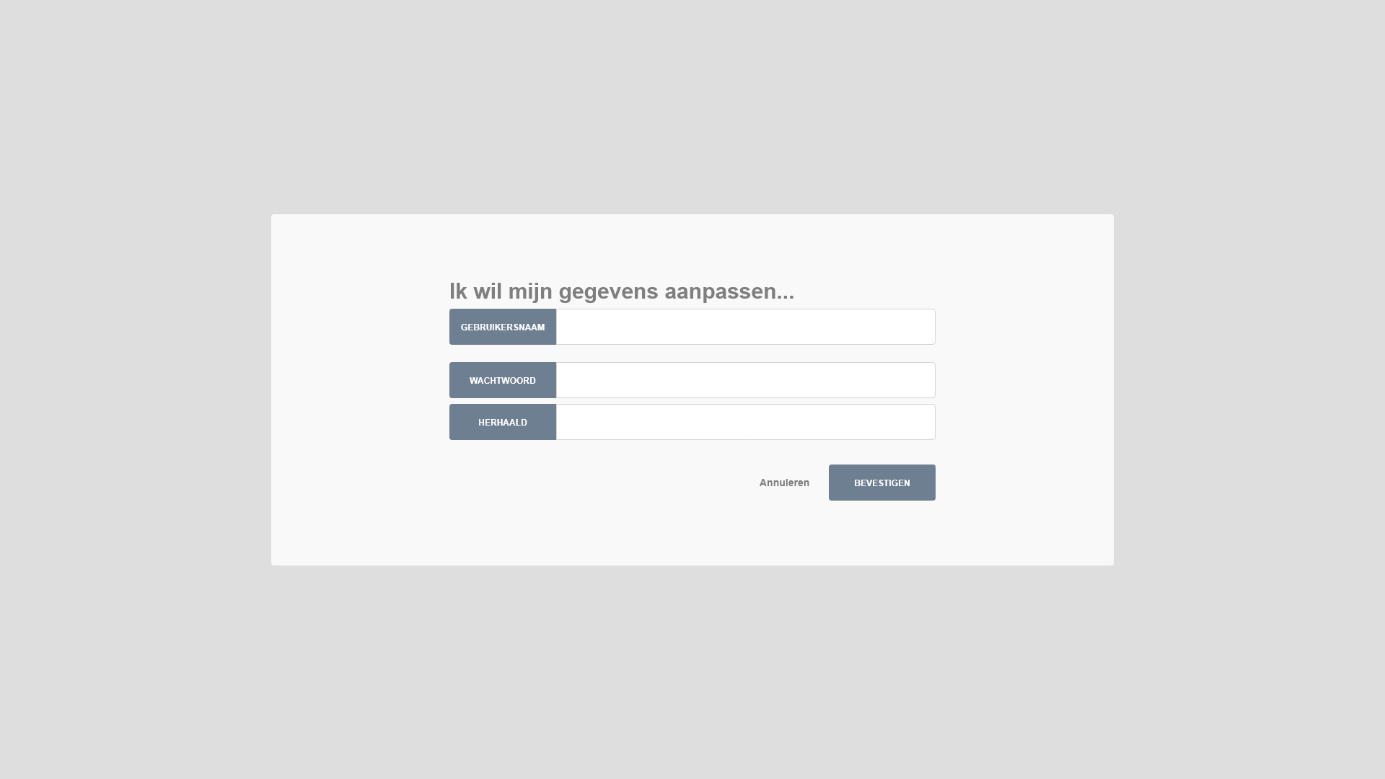 Ik wil mijn gegevens aanpassen...
GEBRUIKERSNAAM
WACHTWOORD
HERHAALD
Annuleren BEVESTIGEN